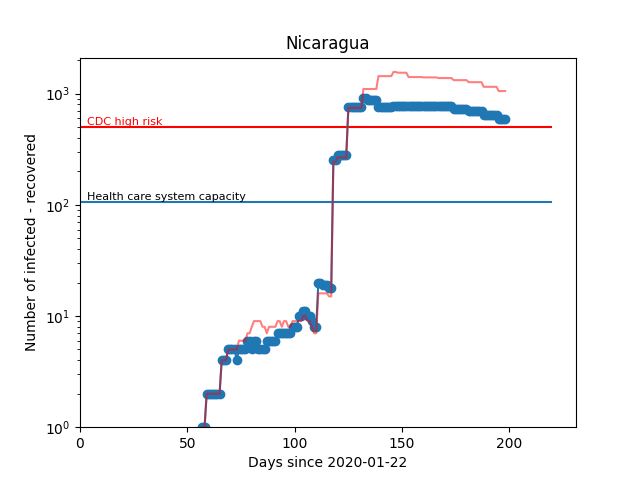 Nicaragua
Number of infected - recovered
10³
CDC high risk
Health care system capacity
10²
10¹
10⁰
0 50 100 150 200
Days since 2020-01-22